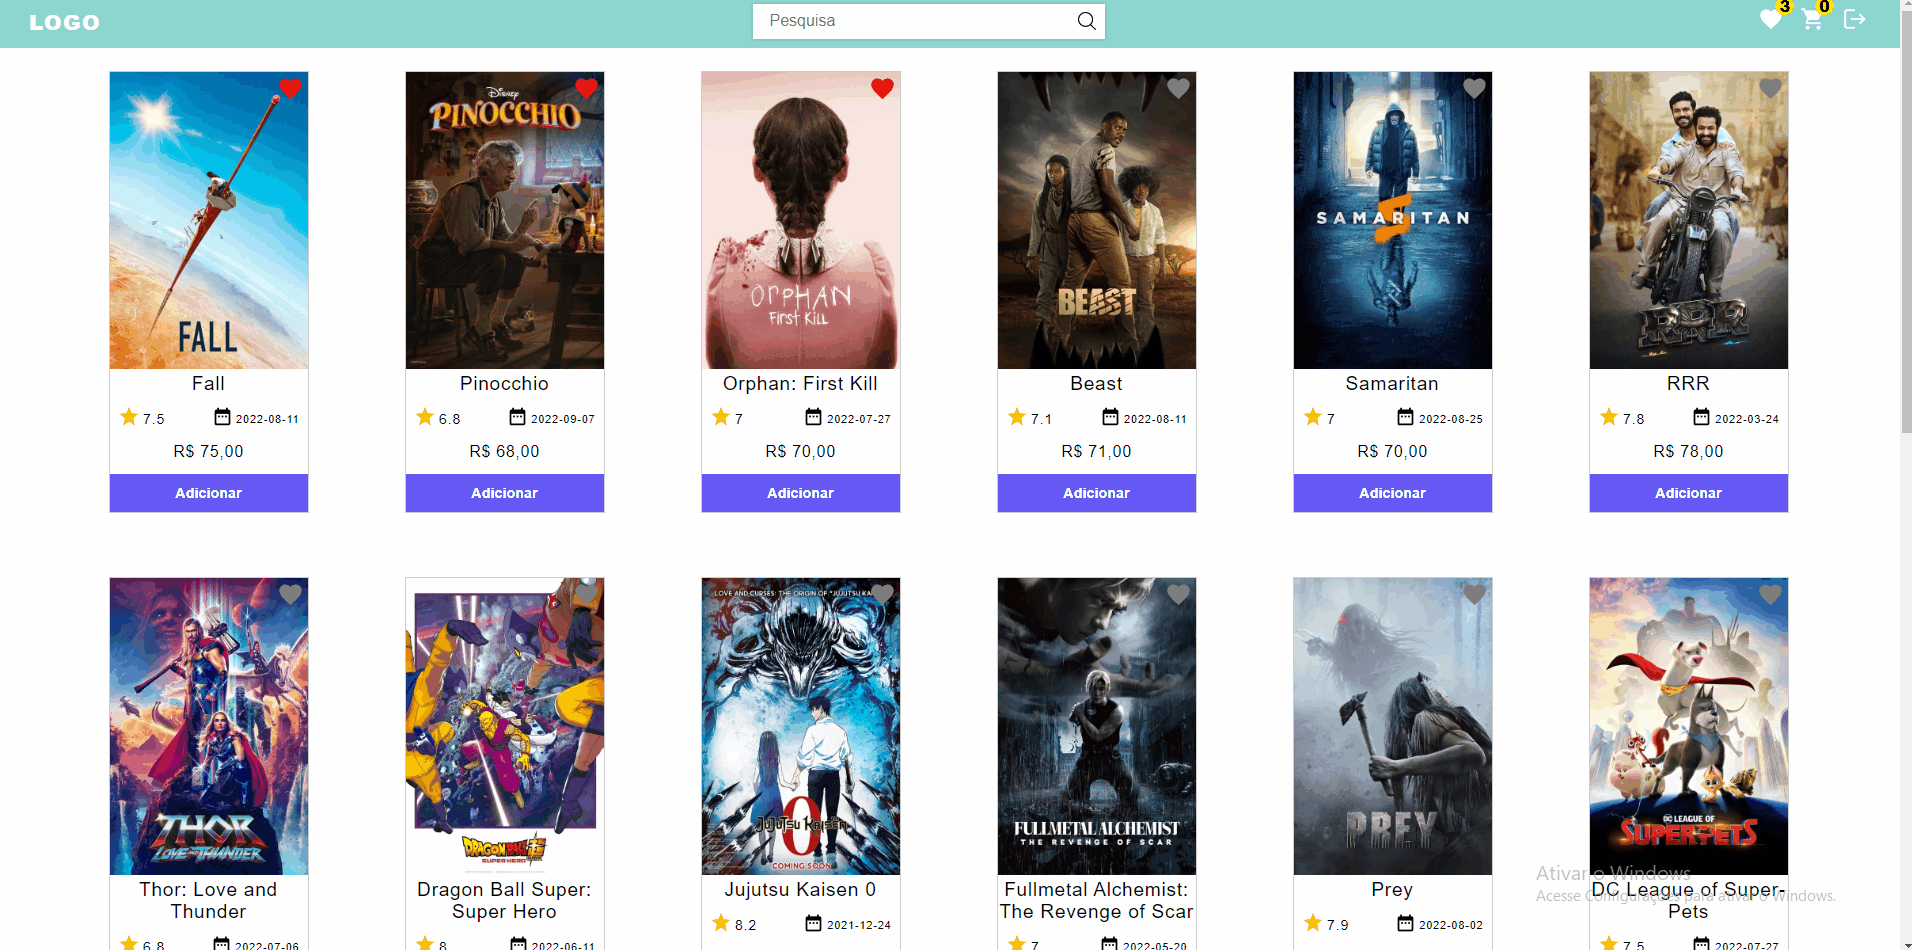 LOGO
Pesquisa
3
0
FALL
Disney
PINOCCHIO
ORPHAN
FIRST KILL
BEAST
SAMARITAN
RRR
Fall
Pinocchio
Orphan: First Kill
Beast
Samaritan
RRR
7.5 2022-08-11
6.8 2022-09-07
7 2022-07-27
7.1 2022-08-11
7 2022-08-25
7.8 2022-03-24
R$ 75,00
R$ 68,00
R$ 70,00
R$ 71,00
R$ 70,00
R$ 78,00
Adicionar
Adicionar
Adicionar
Adicionar
Adicionar
Adicionar
THOR
LOVE AND THUNDER
DRAGONBALL
SUPER HERO
LOVE AND CURSES: THE ORIGIN OF "JUJUTSU KAI
0
JUJUTSU KAISEN
COMING SOON
FULLMETAL ALCHEMIST
THE REVENGE OF SCAR
PREY
DC LEAGUE OF
SUPER-PETS
Thor: Love and
Thunder
Dragon Ball Super:
Super Hero
Jujutsu Kaisen 0
Fullmetal Alchemist:
The Revenge of Scar
Prey
DC League of Super-
Pets
6.8 2022-07-06
8 2022-06-11
8.2 2021-12-24
7 2022-05-20
7.9 2022-08-02
7.5 2022-07-27
Ativar o Windows
Acesse Configurações para ativar o Windows.